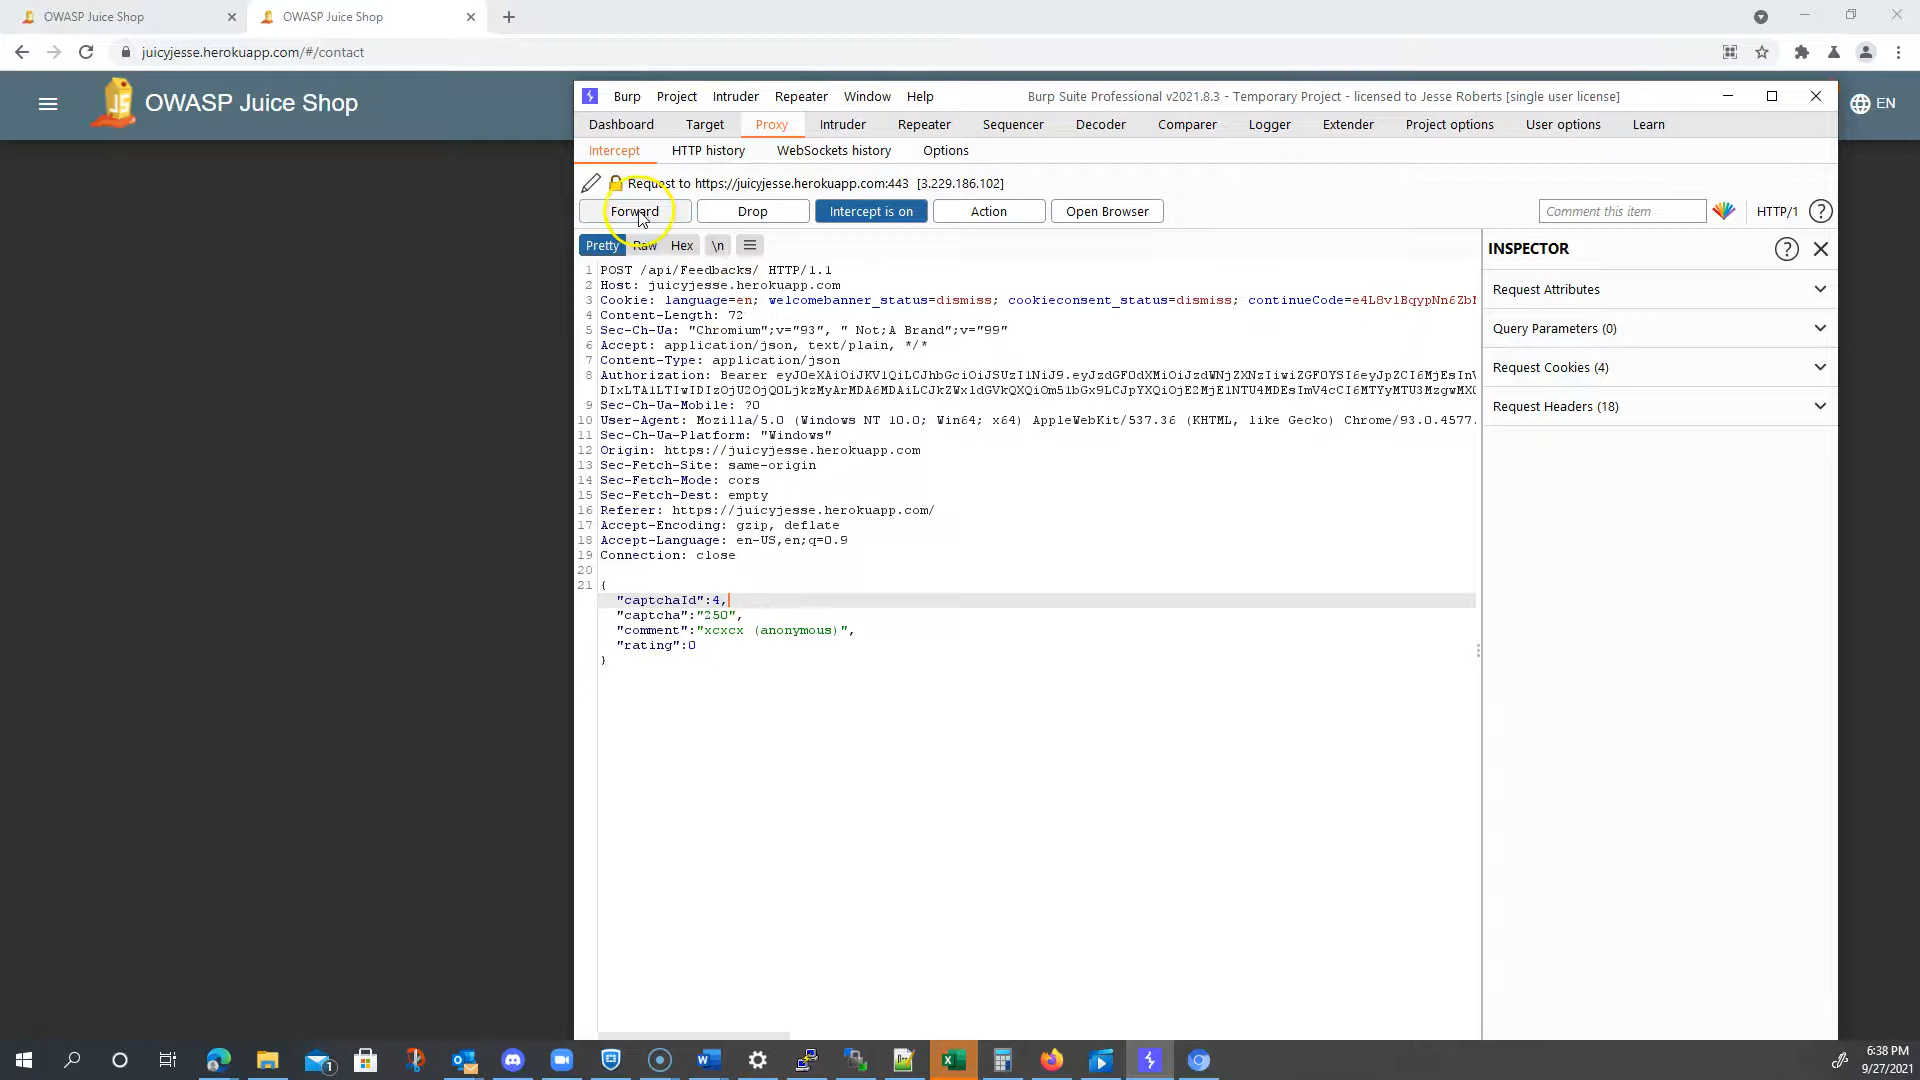 OWASP Juice Shop
OWASP Juice Shop
juicyjesse.herokuapp.com/#/contact
OWASP Juice Shop
EN
Burp Project Intruder Repeater Window Help
Burp Suite Professional v2021.8.3 - Temporary Project - licensed to Jesse Roberts [single user license]
Dashboard Target Proxy Intruder Repeater Sequencer Decoder Comparer Logger Extender Project options User options Learn
Intercept HTTP history WebSockets history Options
Request to https://juicyjesse.herokuapp.com:443 [3.229.186.102]
Forward Drop Intercept is on Action Open Browser Comment this item HTTP/1 ?
Pretty Raw Hex \n
INSPECTOR ?
Request Attributes
Query Parameters (0)
Request Cookies (4)
Request Headers (18)
1 POST /api/Feedbacks/ HTTP/1.1
2 Host: juicyjesse.herokuapp.com
3 Cookie: language=en; welcomebanner_status=dismiss; cookieconsent_status=dismiss; continueCode=
4 Content-Length: 72
5 Sec-Ch-Ua: "Chromium";v="93", " Not;A Brand";v="99"
6 Accept: application/json, text/plain, */*
7 Content-Type: application/json
8 Authorization: Bearer
9 Sec-Ch-Ua-Mobile: ?0
10 User-Agent: Mozilla/5.0 (Windows NT 10.0; Win64; x64) AppleWebKit/537.36 (KHTML, like Gecko) Chrome/93.0.4577.
11 Sec-Ch-Ua-Platform: "Windows"
12 Origin: https://juicyjesse.herokuapp.com
13 Sec-Fetch-Site: same-origin
14 Sec-Fetch-Mode: cors
15 Sec-Fetch-Dest: empty
16 Referer: https://juicyjesse.herokuapp.com/
17 Accept-Encoding: gzip, deflate
18 Accept-Language: en-US,en;q=0.9
19 Connection: close
20
21 {
"captchaId":4,
"captcha":"250",
"comment":"xcxcx (anonymous)",
"rating":0
}
6:38 PM
9/27/2021